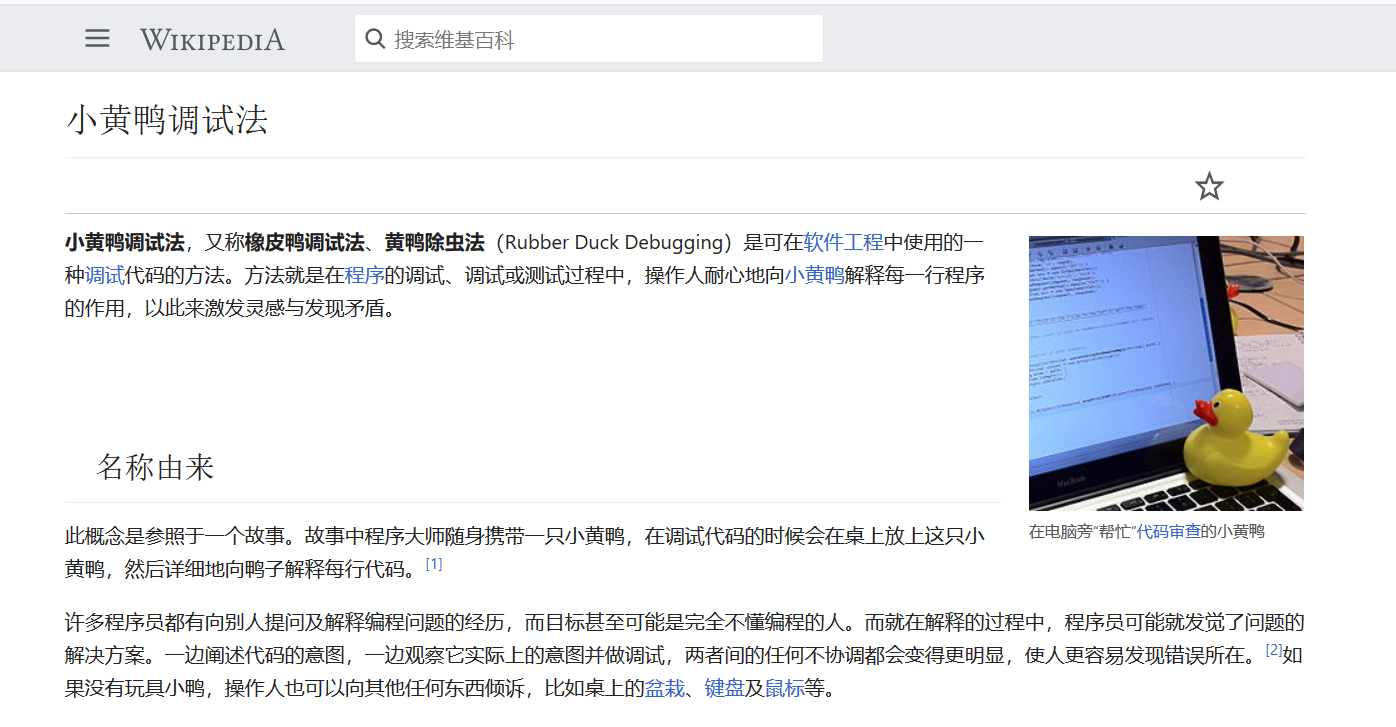 WIKIPEDIA
搜索维基百科
小黄鸭调试法
小黄鸭调试法，又称橡皮鸭调试法、黄鸭除虫法（Rubber Duck Debugging）是可在软件工程中使用的一
种调试代码的方法。方法就是在程序的调试、调试或测试过程中，操作人耐心地向小黄鸭解释每一行程序
的作用，以此来激发灵感与发现矛盾。
MacBook
在电脑旁“帮忙”代码审查的小黄鸭
名称由来
此概念是参照于一个故事。故事中程序大师随身携带一只小黄鸭，在调试代码的时候会在桌上放上这只小
黄鸭，然后详细地向鸭子解释每行代码。[1]
许多程序员都有向别人提问及解释编程问题的经历，而目标甚至可能是完全不懂编程的人。而就在解释的过程中，程序员可能就发觉了问题的
解决方案。一边阐述代码的意图，一边观察它实际上的意图并做调试，两者间的任何不协调都会变得更明显，使人更容易发现错误所在。[2]如
果没有玩具小鸭，操作人也可以向其他任何东西倾诉，比如桌上的盆栽、键盘及鼠标等。